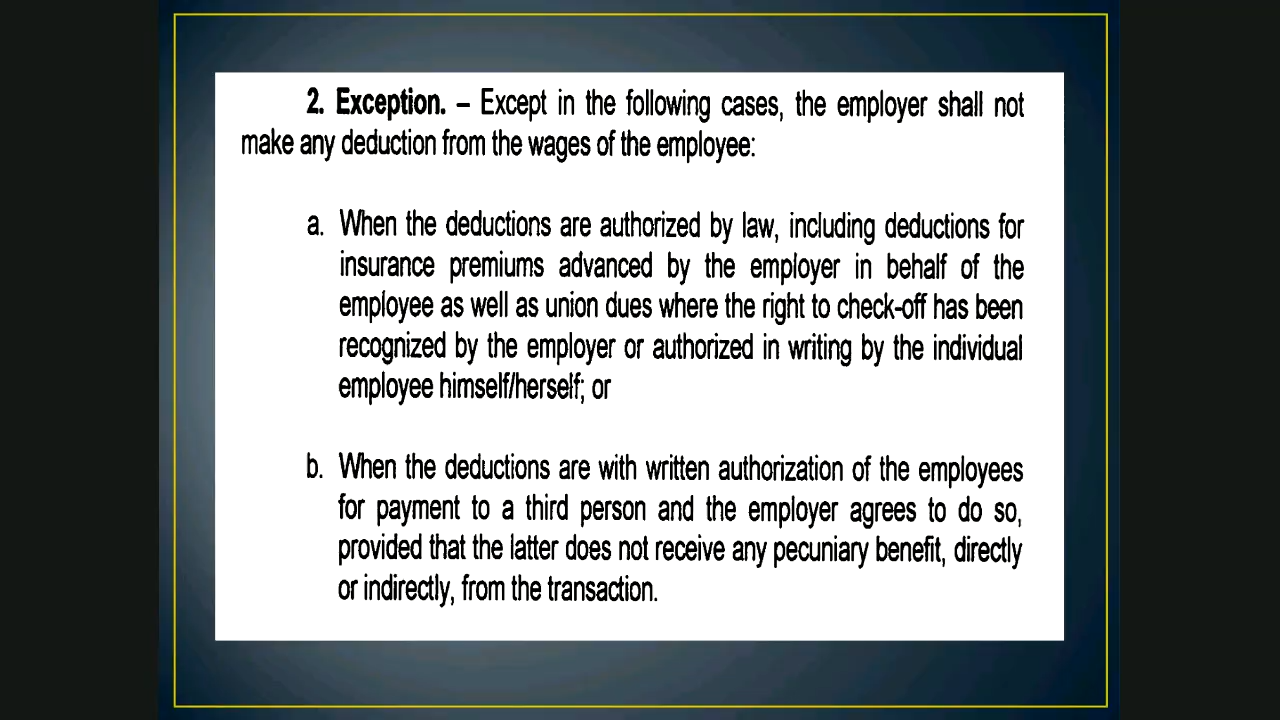 2. Exception. – Except in the following cases, the employer shall not
make any deduction from the wages of the employee:
a. When the deductions are authorized by law, including deductions for
insurance premiums advanced by the employer in behalf of the
employee as well as union dues where the right to check-off has been
recognized by the employer or authorized in writing by the individual
employee himself/herself; or
b. When the deductions are with written authorization of the employees
for payment to a third person and the employer agrees to do so,
provided that the latter does not receive any pecuniary benefit, directly
or indirectly, from the transaction.